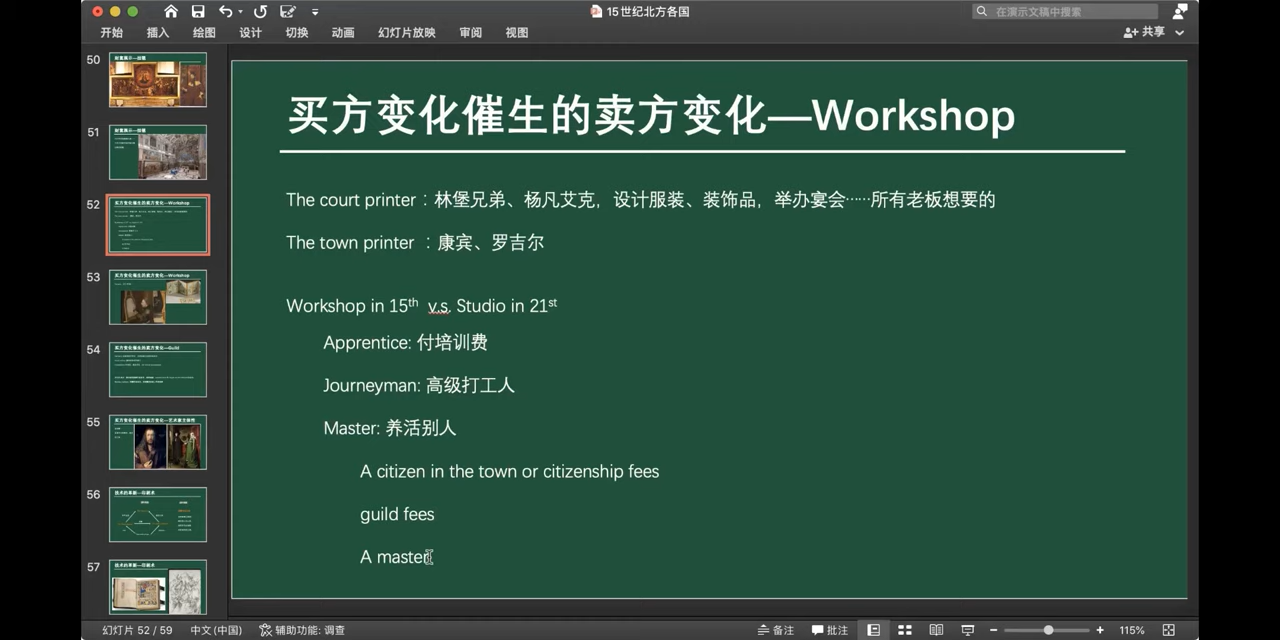 15世纪北方各国
在演示文稿中搜索
开始 插入 绘图 设计 切换 动画 幻灯片放映 审阅 视图
共享
50
51
52
53
54
55
56
57
买方变化催生的卖方变化—Workshop
The court printer：林堡兄弟、杨凡艾克，设计服装、装饰品，举办宴会……所有老板想要的
The town printer ：康宾、罗吉尔
Workshop in 15th v.s. Studio in 21st
Apprentice: 付培训费
Journeyman: 高级打工人
Master: 养活别人
A citizen in the town or citizenship fees
guild fees
A master
幻灯片 52 / 59 中文(中国) 辅助功能: 调查
备注 批注 115%